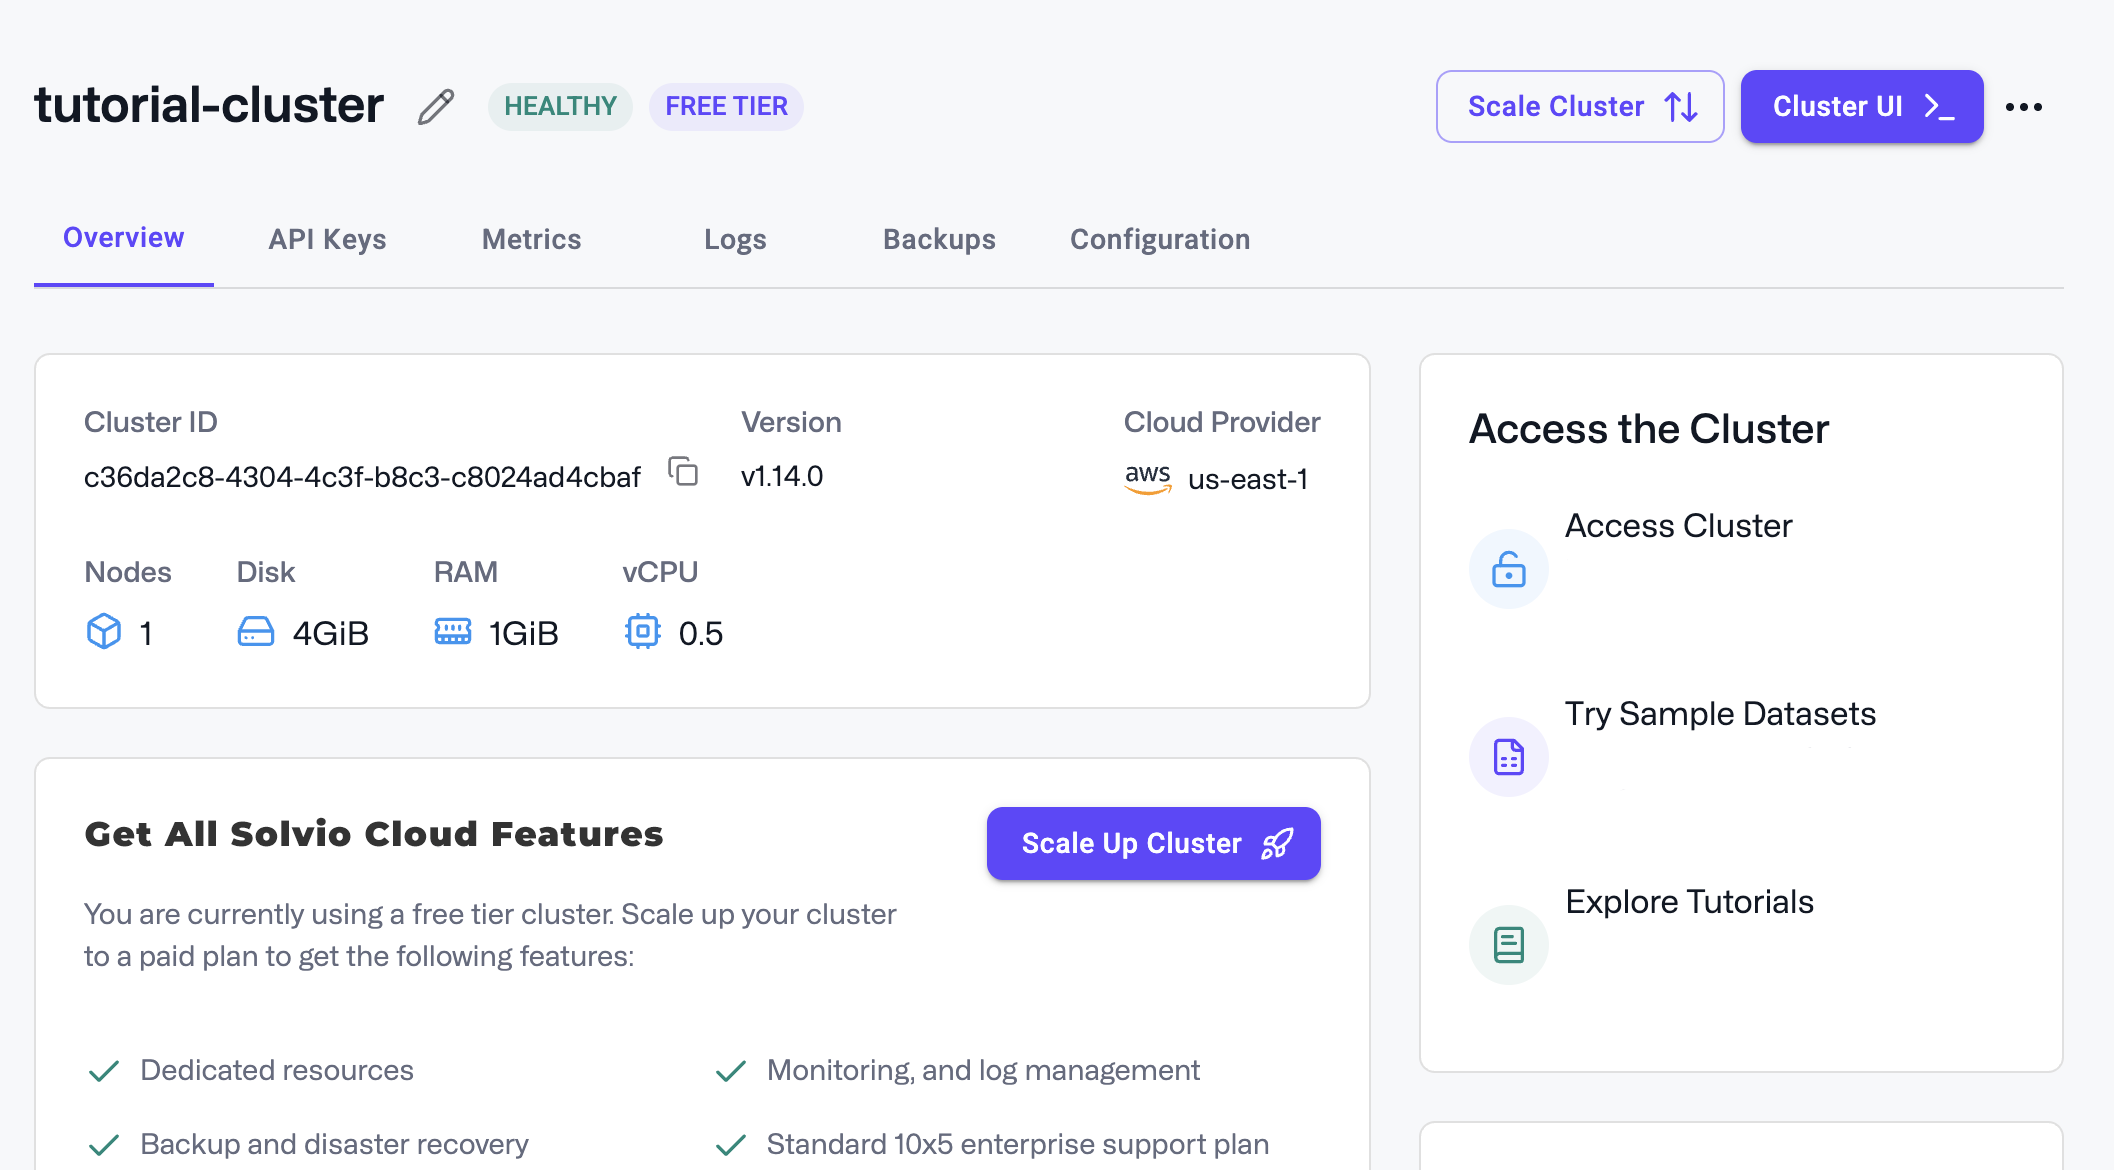 tutorial-cluster
HEALTHY
FREE TIER
Scale Cluster
Cluster UI
Overview
API Keys
Metrics
Logs
Backups
Configuration
Cluster ID
c36da2c8-4304-4c3f-b8c3-c8024ad4cbaf
Version
v1.14.0
Cloud Provider
aws us-east-1
Nodes
1
Disk
4GiB
RAM
1GiB
vCPU
0.5
Get All Solvio Cloud Features
Scale Up Cluster
You are currently using a free tier cluster. Scale up your cluster
to a paid plan to get the following features:
Dedicated resources
Monitoring, and log management
Backup and disaster recovery
Standard 10x5 enterprise support plan
Access the Cluster
Access Cluster
Try Sample Datasets
Explore Tutorials